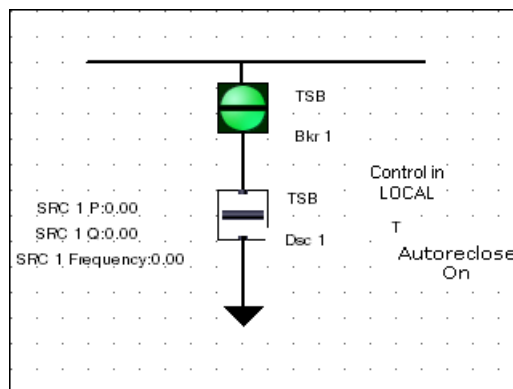 TSB
Bkr 1
Control in
LOCAL
TSB
SRC 1 P:0.00
T
SRC 1 Q:0.00
Dsc 1
Autoreclose
On
SRC 1 Frequency:0.00